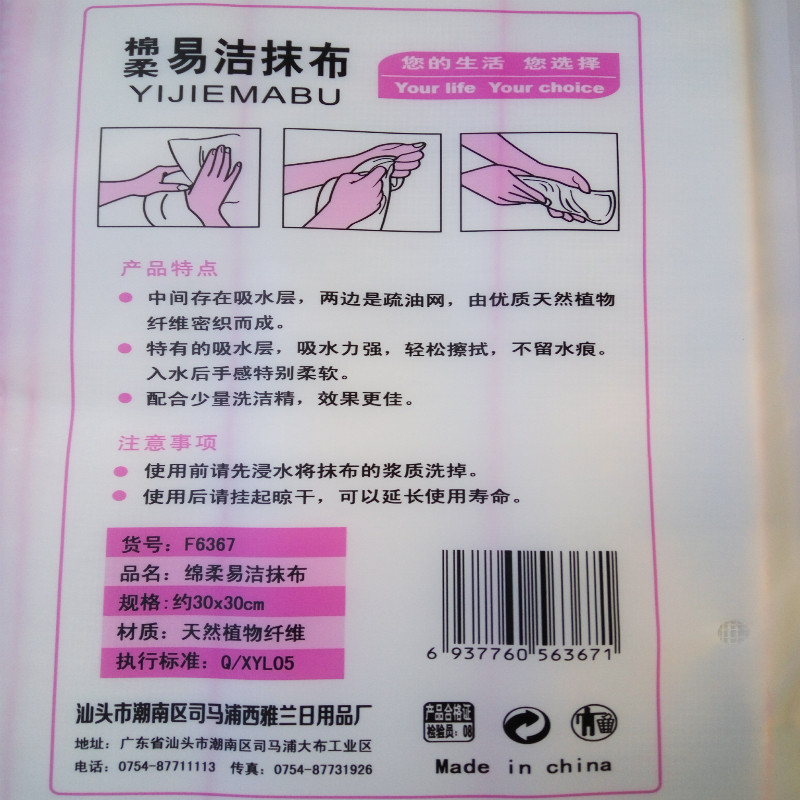 棉柔 易洁抹布
YIJIEMABU
您的生活 您选择
Your life Your choice
产品特点
中间存在吸水层，两边是疏油网，由优质天然植物
纤维密织而成。
特有的吸水层，吸水力强，轻松擦拭，不留水痕。
入水后手感特别柔软。
配合少量洗洁精，效果更佳。
注意事项
使用前请先浸水将抹布的浆质洗掉。
使用后请挂起晾干，可以延长使用寿命。
货号：F6367
品名：绵柔易洁抹布
规格:约30x30cm
材质：天然植物纤维
执行标准：Q/XYL05
6 937760 563671
汕头市潮南区司马浦西雅兰日用品厂
地址：广东省汕头市潮南区司马浦大布工业区
电话：0754-87711113 传真：0754-87731926
产品合格证
检验员：08
Made in china